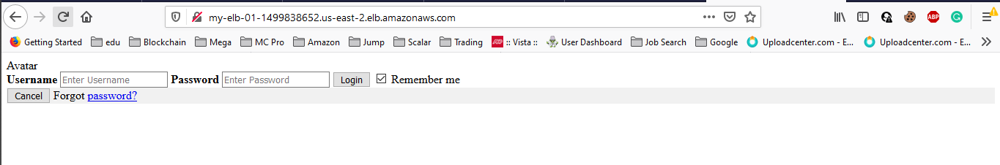 my-elb-01-1499838652.us-east-2.elb.amazonaws.com
Getting Started edu Blockchain Mega MC Pro Amazon Jump Scalar Trading :: Vista :: User Dashboard Job Search Google Uploadcenter.com - E... Uploadcenter.com - E...
Avatar
Username Enter Username Password Enter Password Login Remember me
Cancel Forgot password?